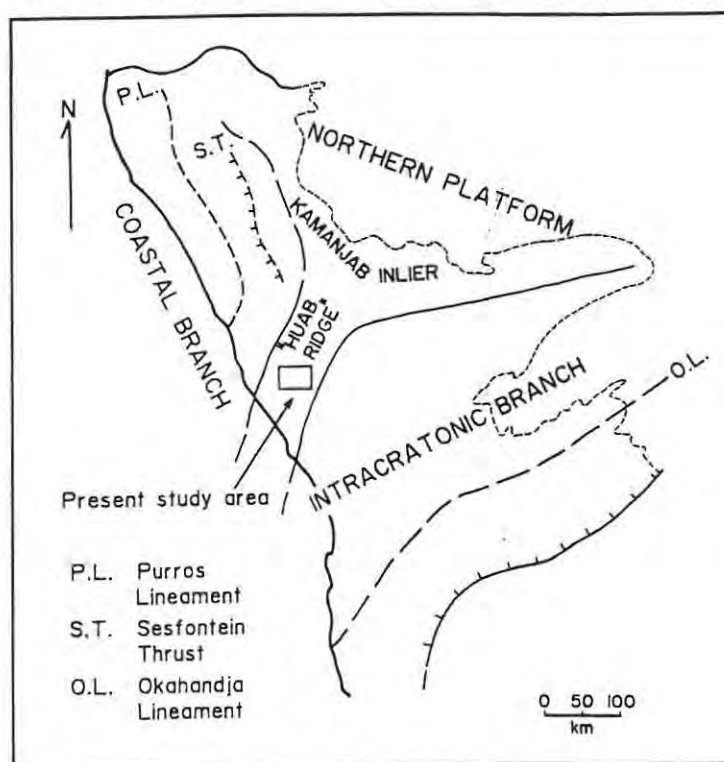 N
P.L.
S.T.
NORTHERN PLATFORM
KAMANJAB
INLIER
COASTAL BRANCH
"HUAB
RIDGE"
INTRACRATONIC BRANCH
O.L.
Present study area
P.L. Purros
Lineament
S.T. Sesfontein
Thrust
O.L. Okahandja
Lineament
0 50 100
km